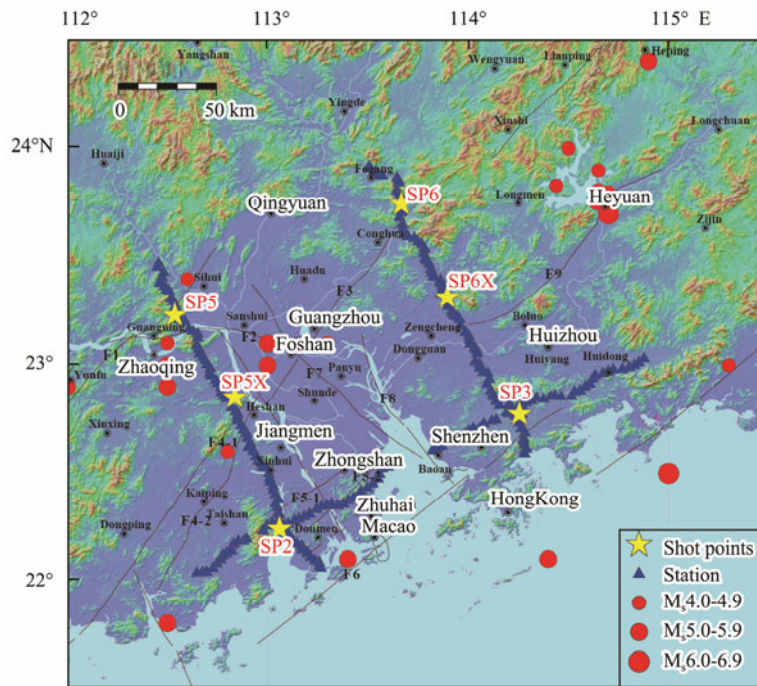 112°
113°
114°
115° E
Yangshan
Wengyuan
Lianping
Heping
0
50 km
Yingde
Xinshi
Longchuan
24°N
Huaiji
Fogang
SP6
Qingyuan
Longmen
Heyuan
Zijin
Conghua
Sihui
Huadu
F3
SP6X
F9
SP5
Guangning
Sanshui
F2
Guangzhou
Zengcheng
Boluo
Huizhou
23°
F1
Zhaoqing
Foshan
Dongguan
Huiyang
Huidong
Yunfu
F7
Panyu
SP5X
Shunde
F8
SP3
Heshan
Xinxing
F4-1
Jiangmen
Shenzhen
Xinhui
Zhongshan
Baoan
Kaiping
F5-1
F5-2
Zhuhai
HongKong
Dongping
F4-2
Taishan
Doumen
Macao
SP2
22°
F6
Shot points
Station
Ms4.0-4.9
Ms5.0-5.9
Ms6.0-6.9